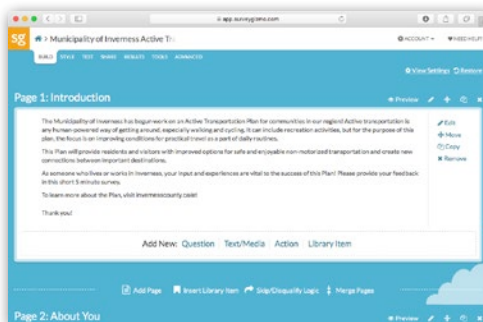 app.surveygizmo.com
sg
> Municipality of Inverness Active Tr
ACCOUNT
NEED HELP?
BUILD STYLE TEST SHARE RESULTS TOOLS ADVANCED
View Settings Restore
Page 1: Introduction
Preview
The Municipality of Inverness has begun work on an Active Transportation Plan for communities in our region! Active transportation is
any human-powered way of getting around, especially walking and cycling. It can include recreation activities, but for the purpose of this
plan, the focus is on improving conditions for practical travel as a part of daily routines.
This Plan will provide residents and visitors with improved options for safe and enjoyable non-motorized transportation and create new
connections between important destinations.
As someone who lives or works in Inverness, your input and experiences are vital to the success of this Plan! Please provide your feedback
in this short 5 minute survey.
To learn more about the Plan, visit invernesscounty.ca/at!
Thank you!
Edit
Move
Copy
Remove
Add New: Question Text/Media Action Library Item
Add Page Insert Library Item Skip/Disqualify Logic Merge Pages
Page 2: About You
Preview